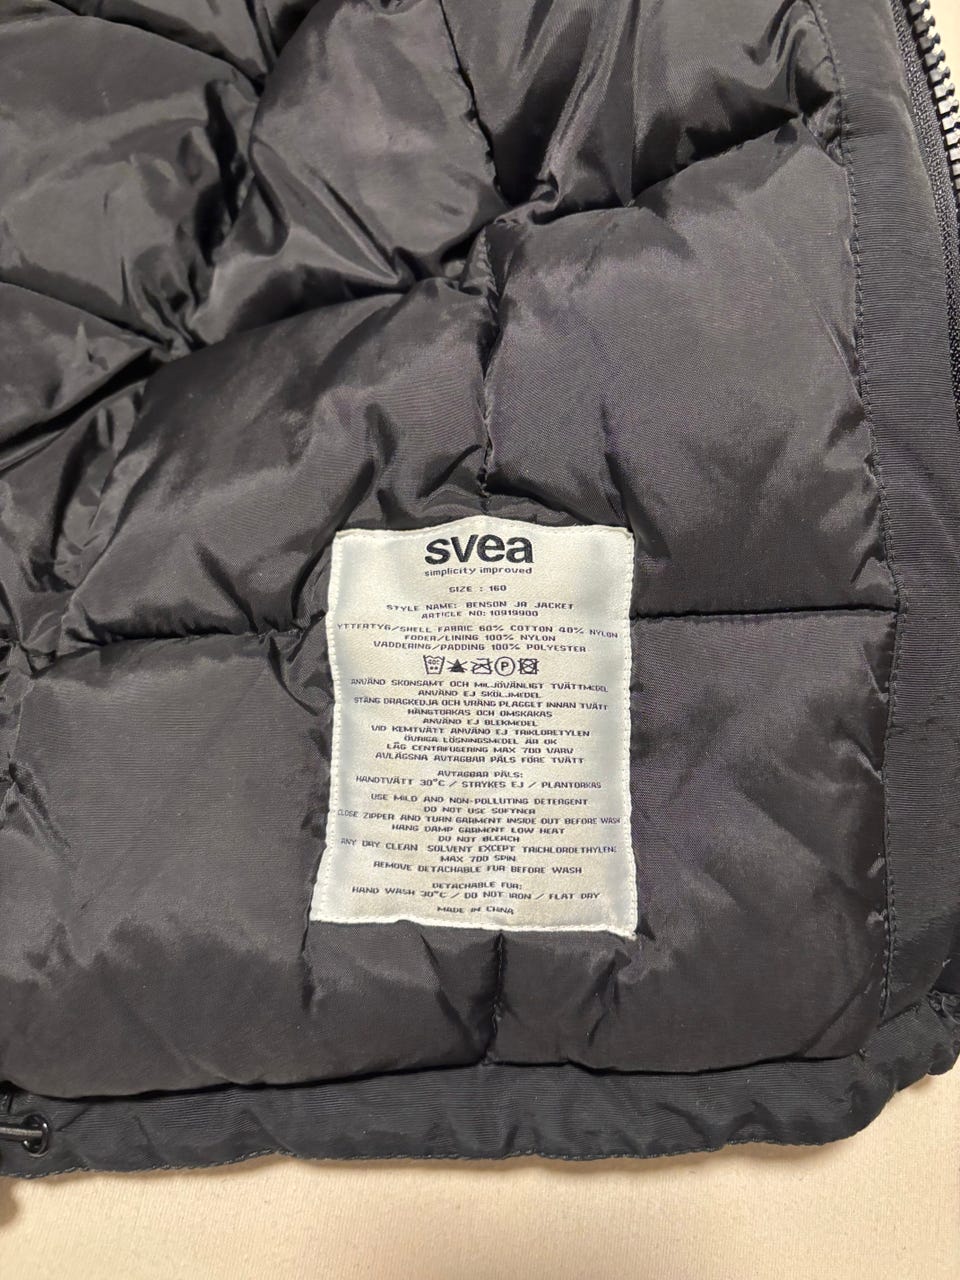 svea
simplicity improved
SIZE : 160
STYLE NAME: BENSON JR JACKET
ARTICLE NO: 10919900
YTTERTYG/SHELL FABRIC 60% COTTON 40% NYLON
FODER/LINING 100% NYLON
VADDERING/PADDING 100% POLYESTER
40°C P
ANVÄND SKONSAMT OCH MILJÖVÄNLIGT TVÄTTMEDEL
ANVÄND EJ SKÖLJMEDEL
STÄNG DRAGKEDJA OCH VRÄNG PLAGGET INNAN TVÄTT
HÄNGTORKAS OCH OMSKAKAS
ANVÄND EJ BLEKMEDEL
VID KEMTVÄTT ANVÄND EJ TRIKLORETYLEN
ÖVRIGA LÖSNINGSMEDEL ÄR OK
LÅG CENTRIFUGERING MAX 700 VARV
AVLÄGSNA AVTAGBAR PÄLS FÖRE TVÄTT
AVTAGBAR PÄLS:
HANDTVÄTT 30°C / STRYKES EJ / PLANTORKAS
USE MILD AND NON-POLLUTING DETERGENT
DO NOT USE SOFTNER
CLOSE ZIPPER AND TURN GARMENT INSIDE OUT BEFORE WASH
HANG DAMP GARMENT LOW HEAT
DO NOT BLEACH
ANY DRY CLEAN SOLVENT EXCEPT TRICHLOROETHYLENE
MAX 700 SPIN
REMOVE DETACHABLE FUR BEFORE WASH
DETACHABLE FUR:
HAND WASH 30°C / DO NOT IRON / FLAT DRY
MADE IN CHINA